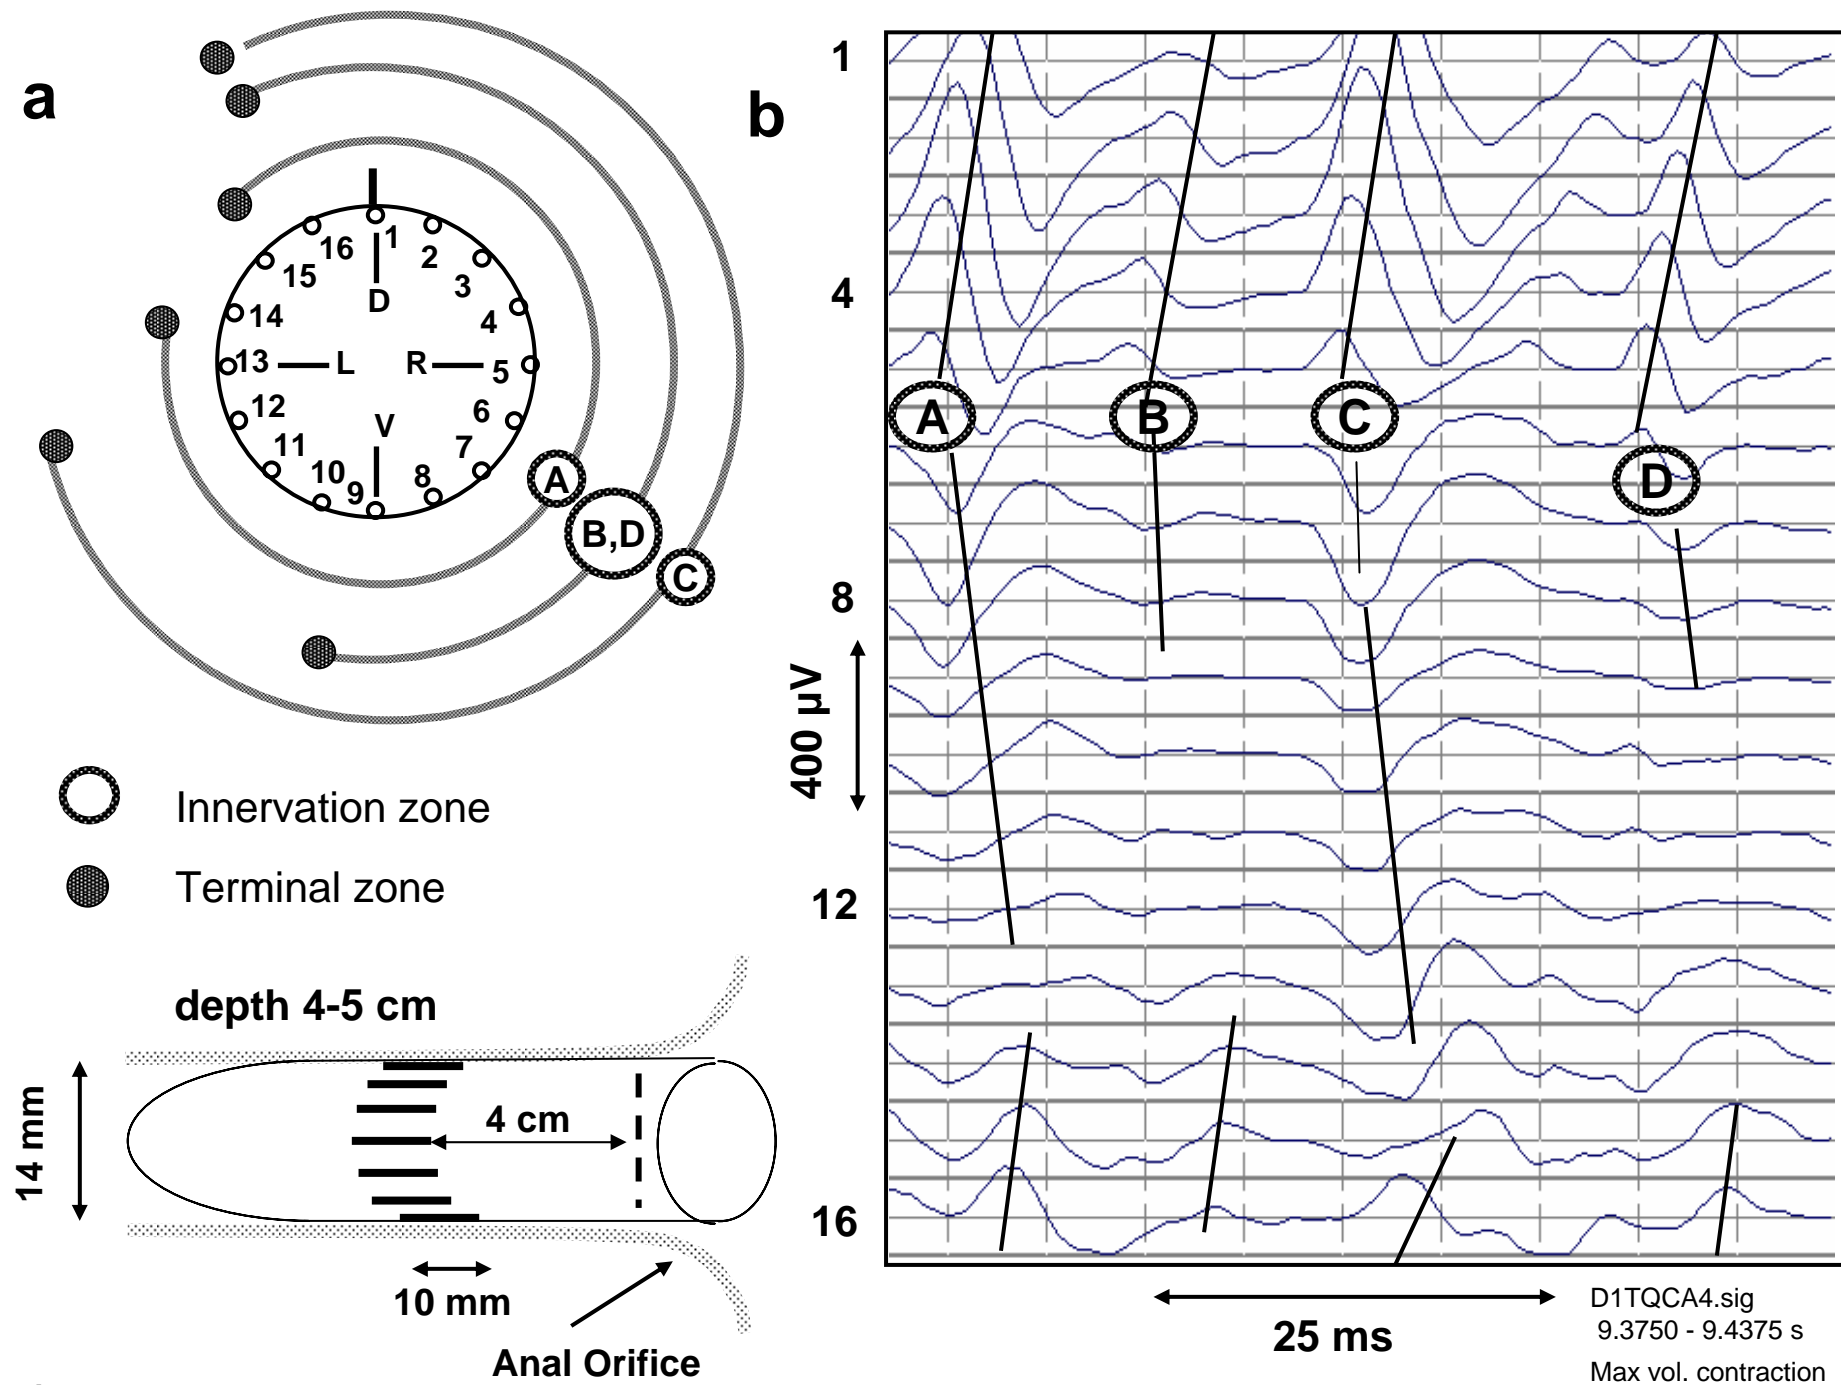 a
1
2
3
4
5
6
7
8
9
10
11
12
13
14
15
16
D
L
R
V
A
B,D
C
Innervation zone
Terminal zone
depth 4-5 cm
14 mm
4 cm
10 mm
Anal Orifice
b
1
4
8
12
16
400 µV
A
B
C
D
25 ms
D1TQCA4.sig
9.3750 - 9.4375 s
Max vol. contraction